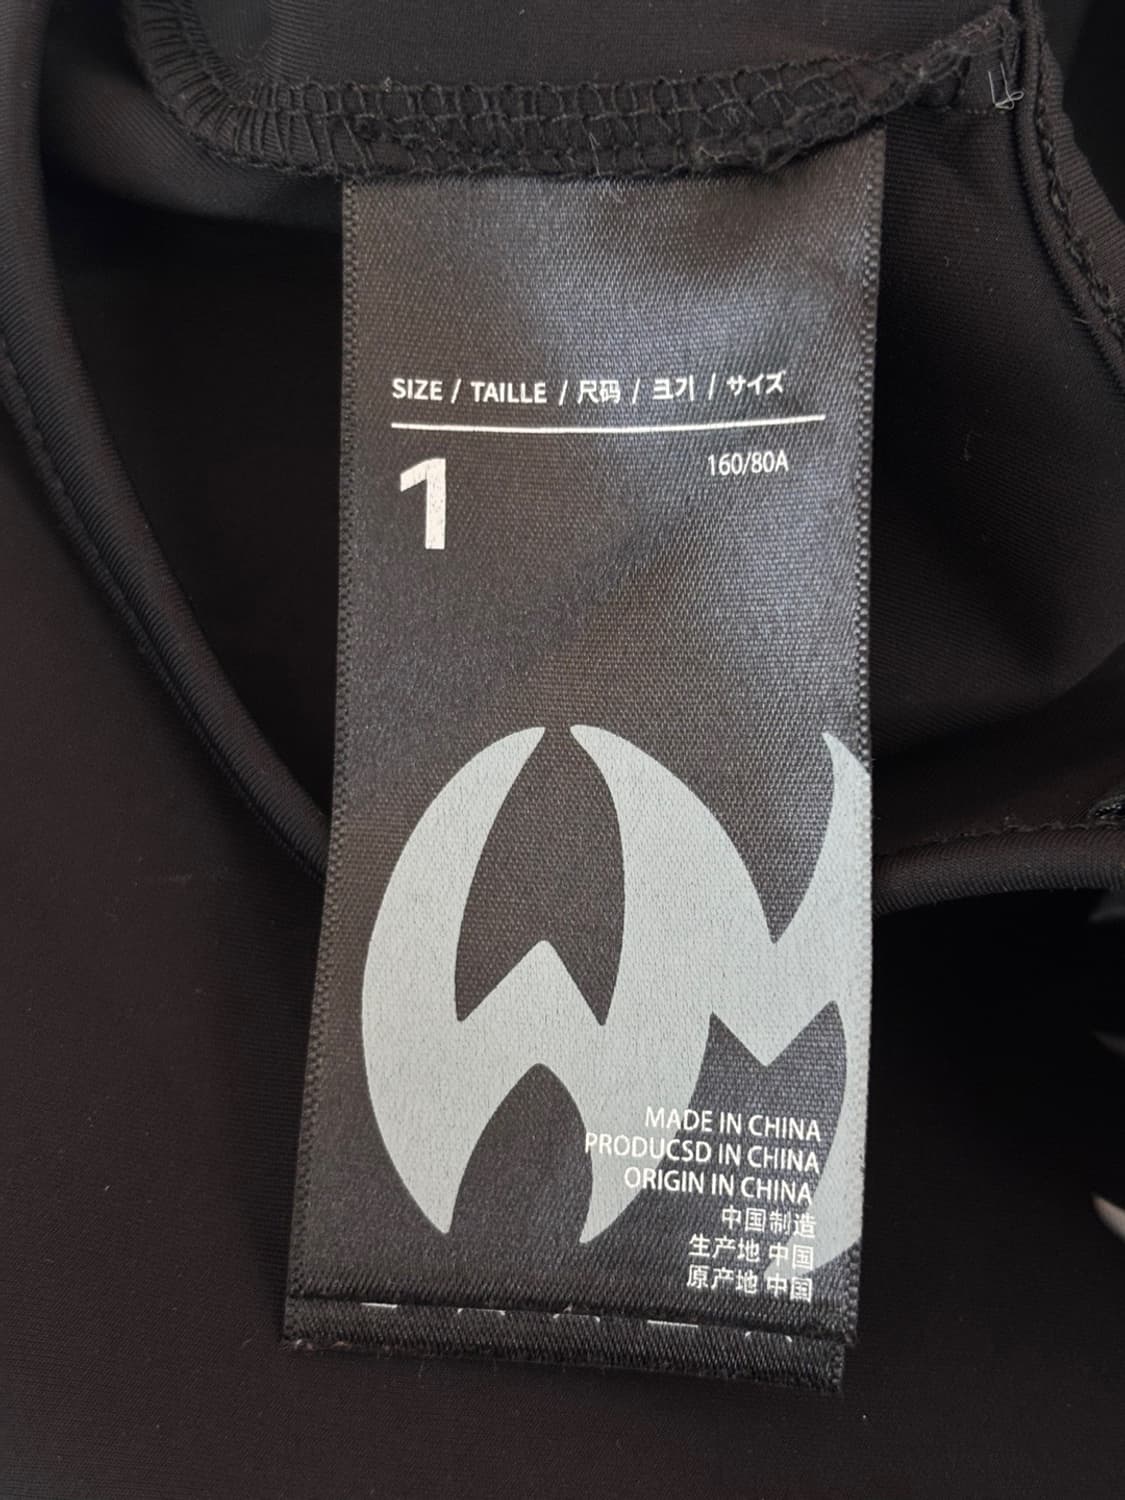 SIZE / TAILLE / 尺码 / 크기 / サイズ
1
160/80A
MADE IN CHINA
PRODUCSD IN CHINA
ORIGIN IN CHINA
中国制造
生产地 中国
原产地 中国